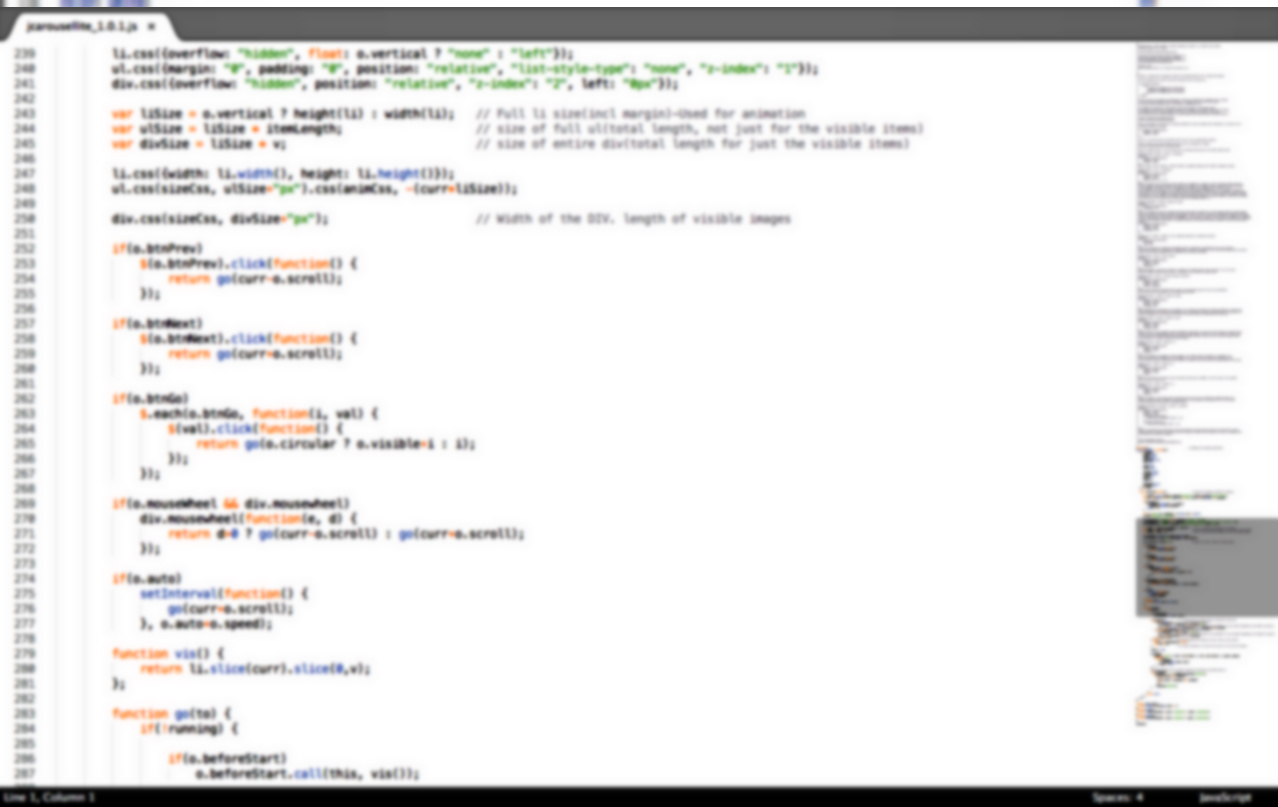 jcarousellite_1.0.1.js ×
239 li.css({overflow: "hidden", float: o.vertical ? "none" : "left"});
240 ul.css({margin: "0", padding: "0", position: "relative", "list-style-type": "none", "z-index": "1"});
241 div.css({overflow: "hidden", position: "relative", "z-index": "2", left: "0px"});
242
243 var liSize = o.vertical ? height(li) : width(li); // Full li size(incl margin)-Used for animation
244 var ulSize = liSize * itemLength; // size of full ul(total length, not just for the visible items)
245 var divSize = liSize * v; // size of entire div(total length for just the visible items)
246
247 li.css({width: li.width(), height: li.height()});
248 ul.css(sizeCss, ulSize+"px").css(animCss, -(curr*liSize));
249
250 div.css(sizeCss, divSize+"px"); // Width of the DIV. length of visible images
251
252 if(o.btnPrev)
253 $(o.btnPrev).click(function() {
254 return go(curr-o.scroll);
255 });
256
257 if(o.btnNext)
258 $(o.btnNext).click(function() {
259 return go(curr+o.scroll);
260 });
261
262 if(o.btnGo)
263 $.each(o.btnGo, function(i, val) {
264 $(val).click(function() {
265 return go(o.circular ? o.visible+i : i);
266 });
267 });
268
269 if(o.mouseWheel && div.mousewheel)
270 div.mousewheel(function(e, d) {
271 return d>0 ? go(curr-o.scroll) : go(curr+o.scroll);
272 });
273
274 if(o.auto)
275 setInterval(function() {
276 go(curr+o.scroll);
277 }, o.auto+o.speed);
278
279 function vis() {
280 return li.slice(curr).slice(0,v);
281 };
282
283 function go(to) {
284 if(!running) {
285
286 if(o.beforeStart)
287 o.beforeStart.call(this, vis());
Line 1, Column 1 Spaces: 4 JavaScript